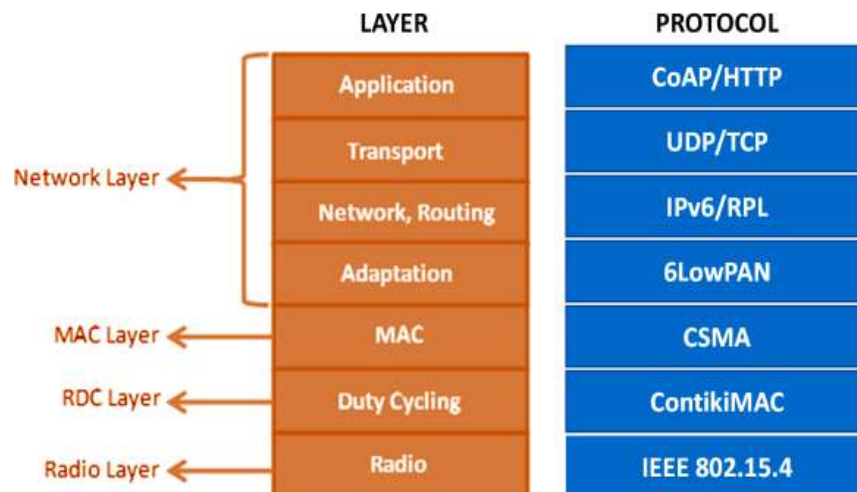 LAYER PROTOCOL
Application CoAP/HTTP
Transport UDP/TCP
Network Layer
Network, Routing IPv6/RPL
Adaptation 6LowPAN
MAC Layer MAC CSMA
RDC Layer Duty Cycling ContikiMAC
Radio Layer Radio IEEE 802.15.4